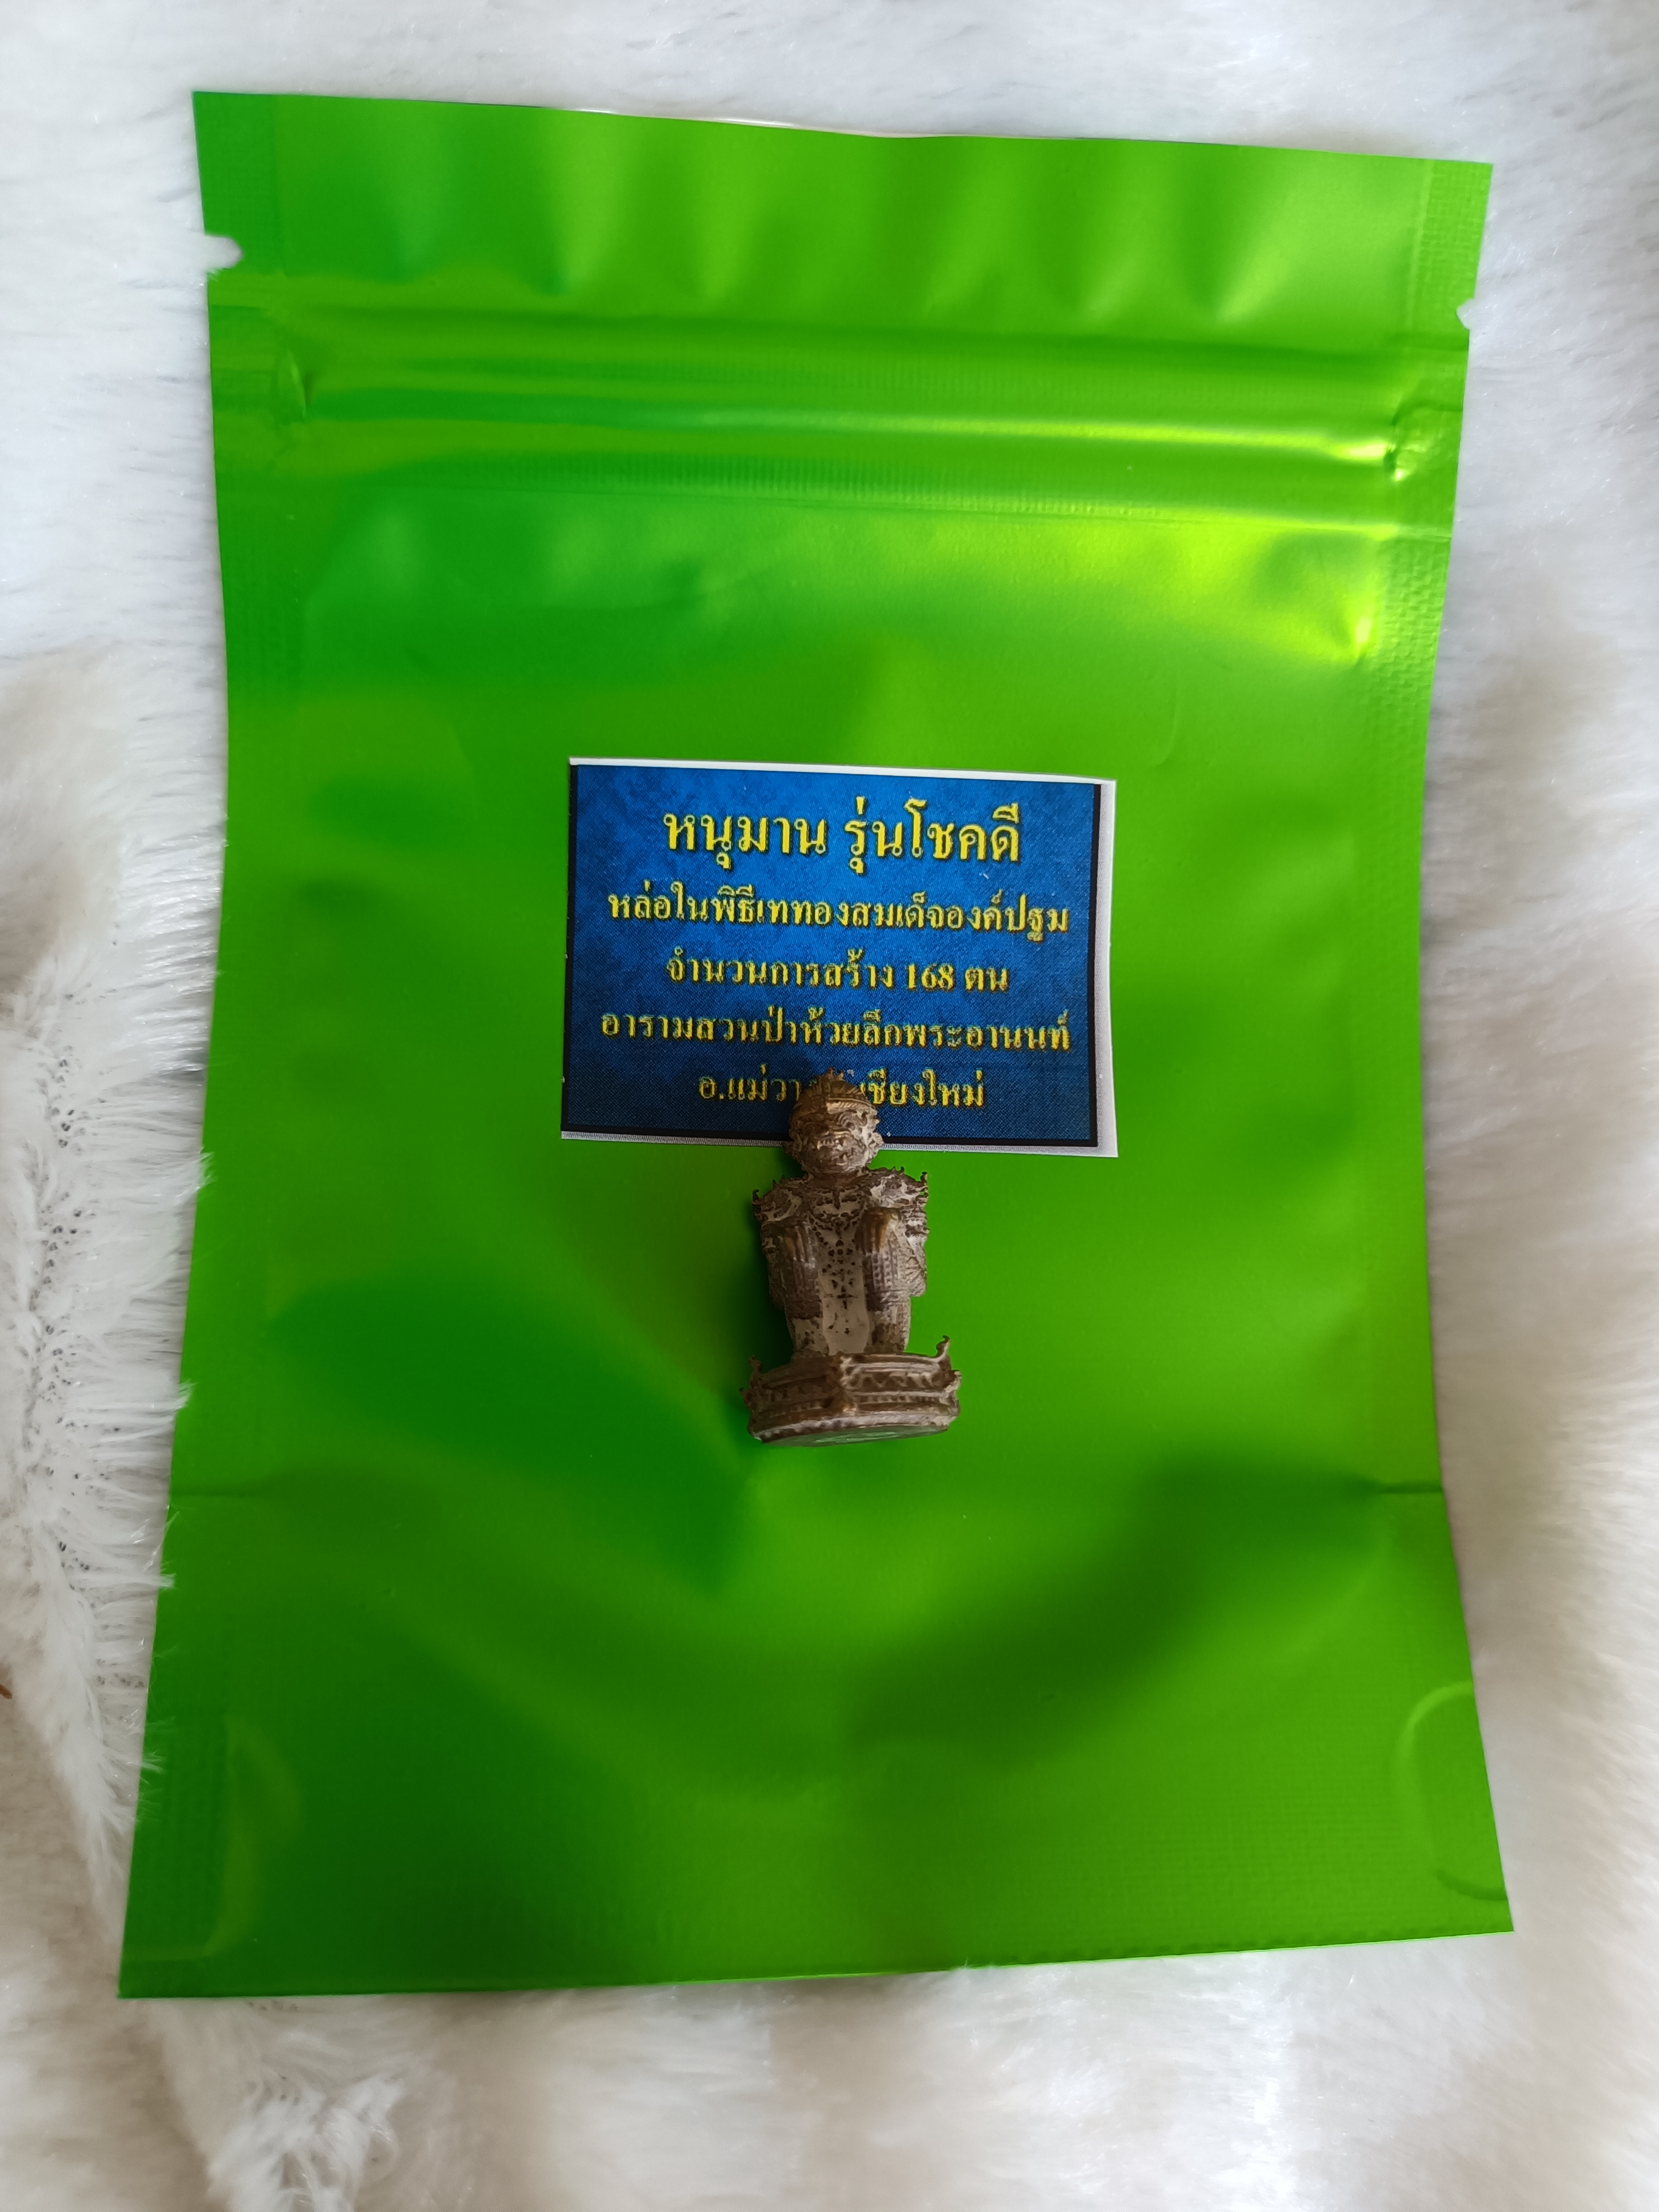 หนุมาน รุ่นโชคดี
หล่อในพิธีเททองสมเด็จองค์ปฐม
จำนวนการสร้าง 168 ตน
อารามสวนป่าห้วยลึกพระอานนท์
อ.แม่วาง เชียงใหม่